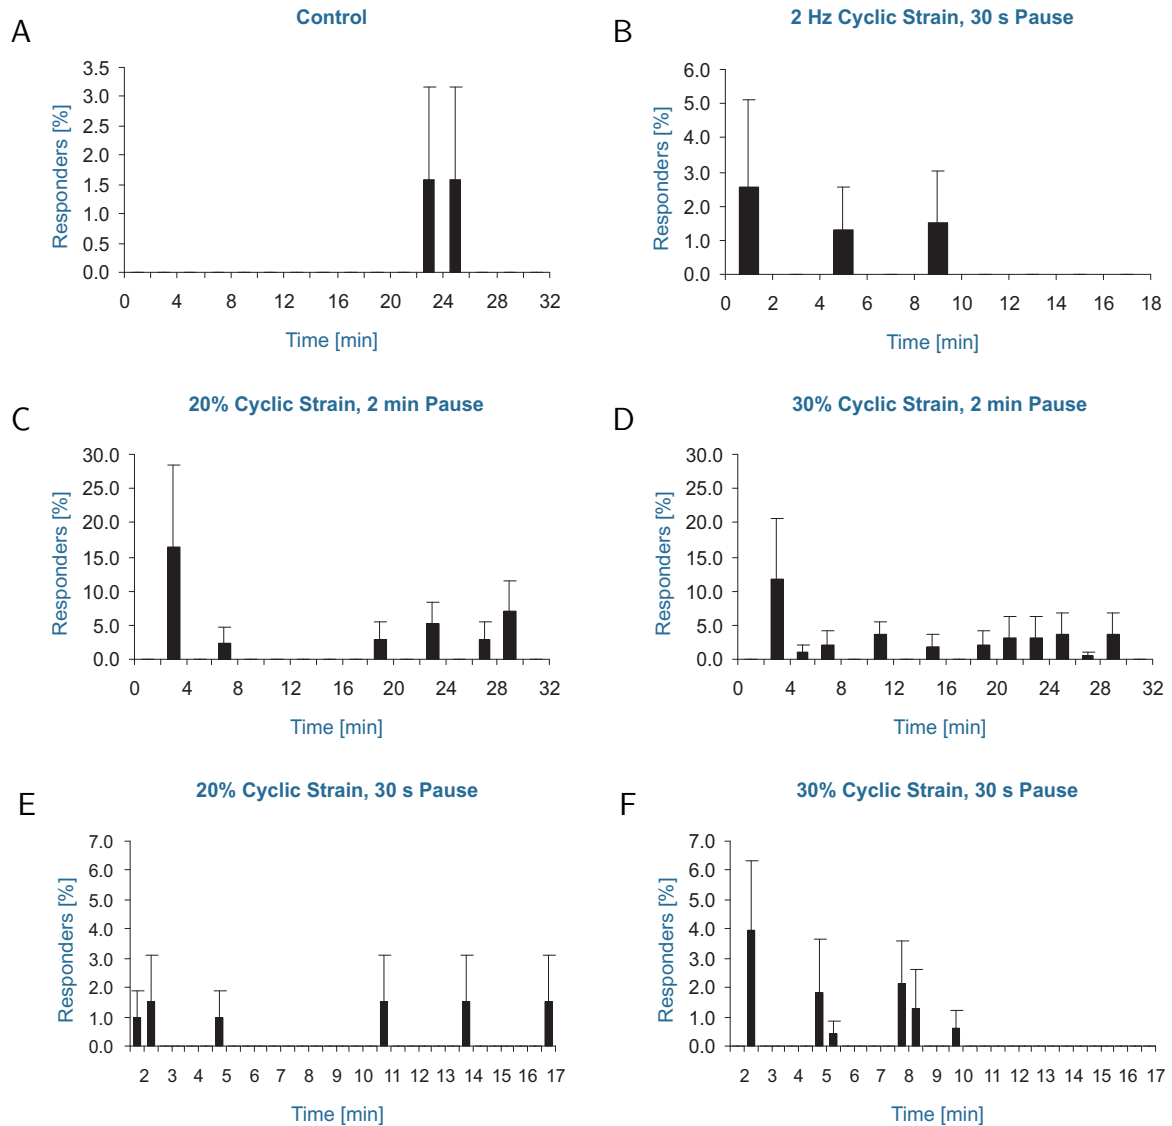 A
Control
Responders [%]
3.5
3.0
2.5
2.0
1.5
1.0
0.5
0.0
0 4 8 12 16 20 24 28 32
Time [min]
B
2 Hz Cyclic Strain, 30 s Pause
Responders [%]
6.0
5.0
4.0
3.0
2.0
1.0
0.0
0 2 4 6 8 10 12 14 16 18
Time [min]
C
20% Cyclic Strain, 2 min Pause
Responders [%]
30.0
25.0
20.0
15.0
10.0
5.0
0.0
0 4 8 12 16 20 24 28 32
Time [min]
D
30% Cyclic Strain, 2 min Pause
Responders [%]
30.0
25.0
20.0
15.0
10.0
5.0
0.0
0 4 8 12 16 20 24 28 32
Time [min]
E
20% Cyclic Strain, 30 s Pause
Responders [%]
7.0
6.0
5.0
4.0
3.0
2.0
1.0
0.0
2 3 4 5 6 7 8 9 10 11 12 13 14 15 16 17
Time [min]
F
30% Cyclic Strain, 30 s Pause
Responders [%]
7.0
6.0
5.0
4.0
3.0
2.0
1.0
0.0
2 3 4 5 6 7 8 9 10 11 12 13 14 15 16 17
Time [min]